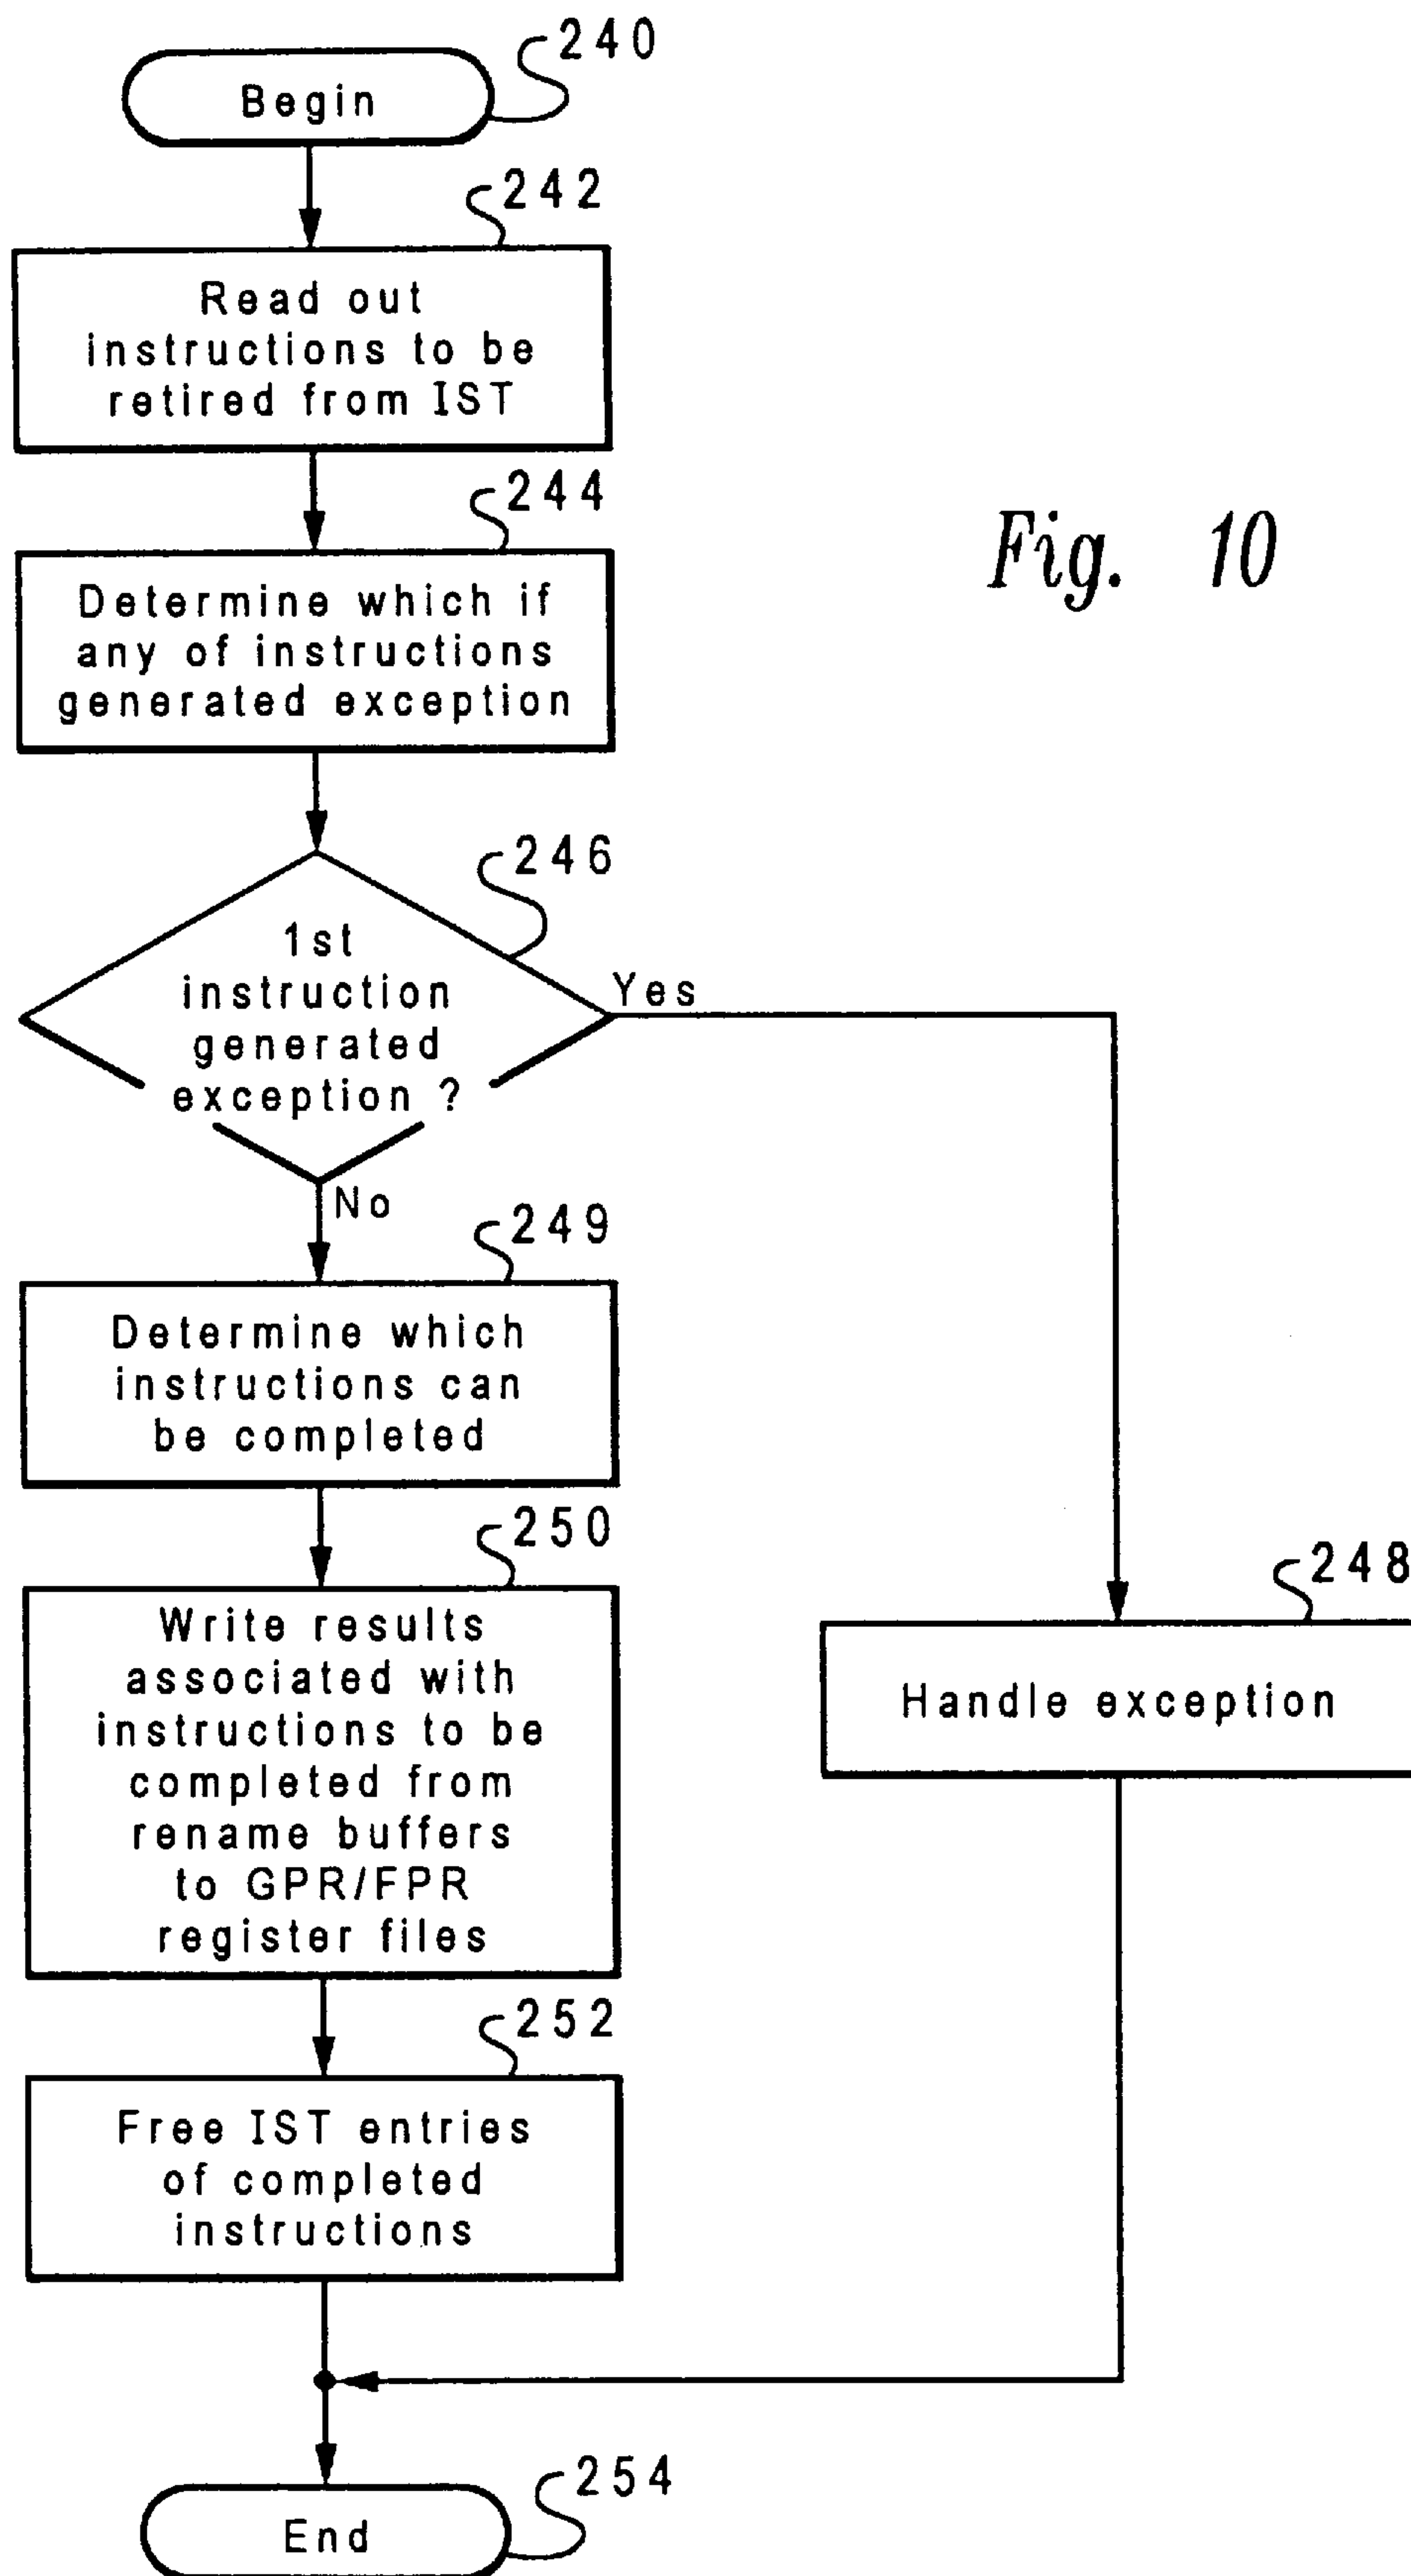 240
Begin
242
Read out
instructions to be
retired from IST
244
Determine which if
any of instructions
generated exception
Fig. 10
246
1st
instruction
generated
exception ?
Yes
No
249
Determine which
instructions can
be completed
250
Write results
associated with
instructions to be
completed from
rename buffers
to GPR/FPR
register files
248
Handle exception
252
Free IST entries
of completed
instructions
254
End